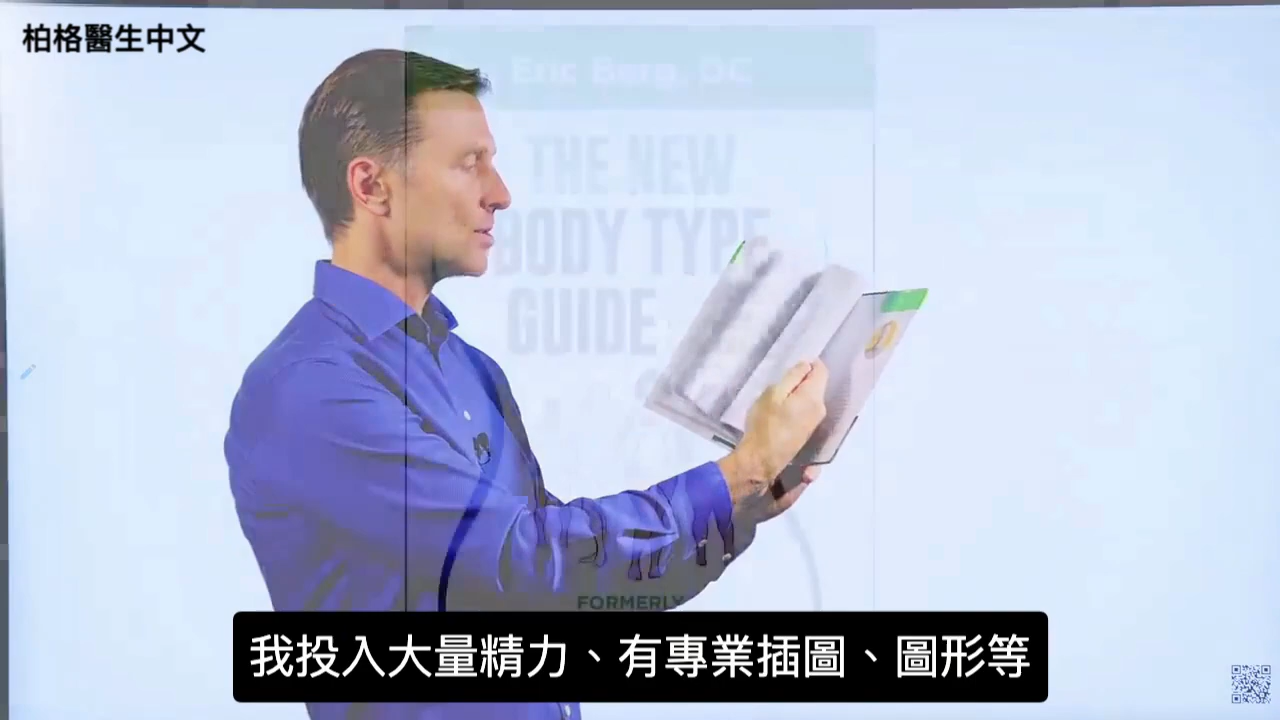 柏格醫生中文
Eric Berg, DC
THE NEW
BODY TYPE
GUIDE
FORMERLY
我投入大量精力、有專業插圖、圖形等